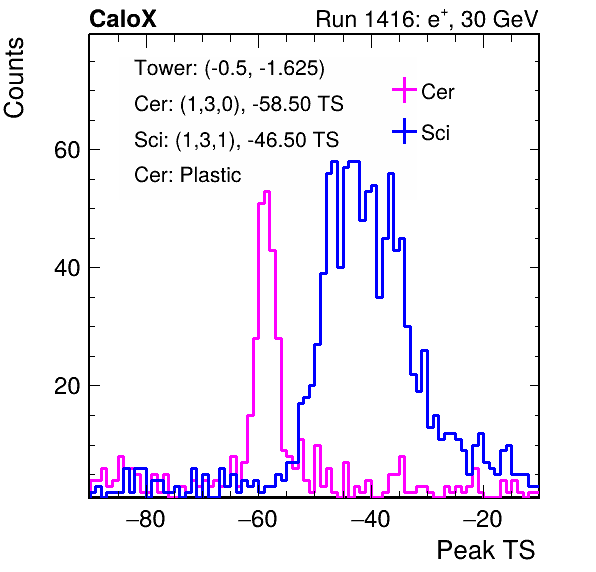 CaloX Run 1416: e⁺, 30 GeV
Counts
Tower: (-0.5, -1.625)
Cer: (1,3,0), -58.50 TS
Sci: (1,3,1), -46.50 TS
Cer: Plastic
Cer
Sci
60
40
20
−80 −60 −40 −20
Peak TS